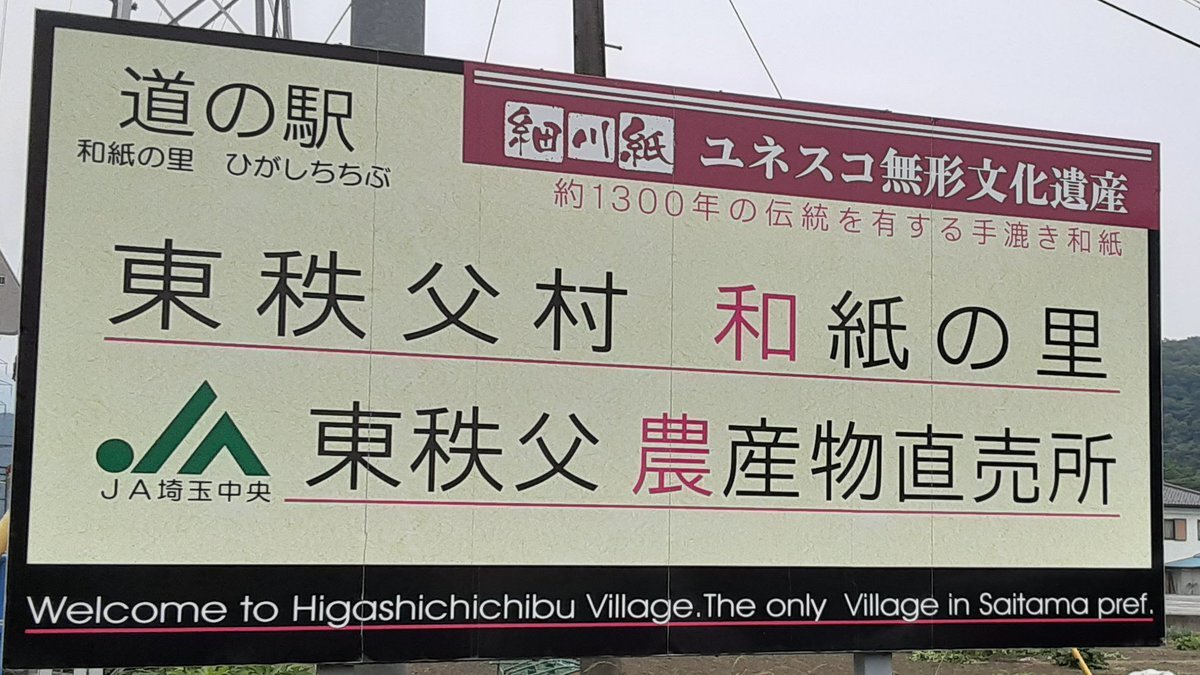 道の駅
和紙の里 ひがしちちぶ
細川紙 ユネスコ無形文化遺産
約1300年の伝統を有する手漉き和紙
東秩父村 和紙の里
JA埼玉中央
東秩父農産物直売所
Welcome to Higashichichibu Village.The only Village in Saitama pref.